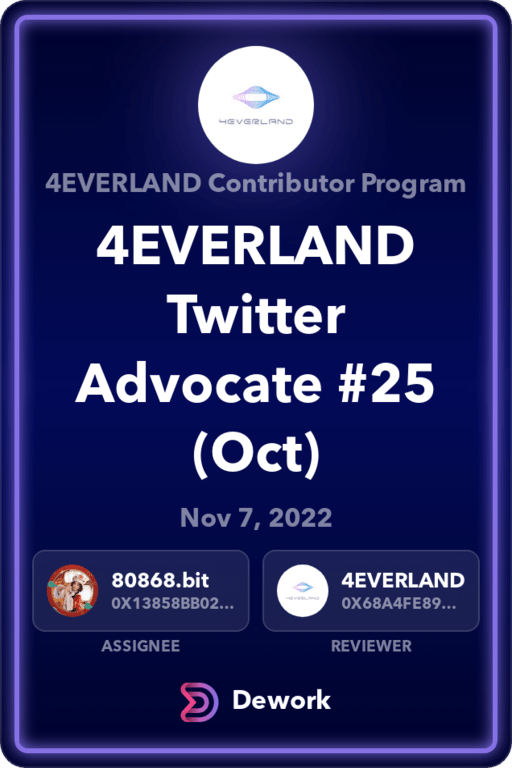 4EVERLAND
4EVERLAND Contributor Program
4EVERLAND
Twitter
Advocate #25
(Oct)
Nov 7, 2022
80868.bit
0X13858BB02...
ASSIGNEE
4EVERLAND
4EVERLAND
0X68A4FE89...
REVIEWER
Dework